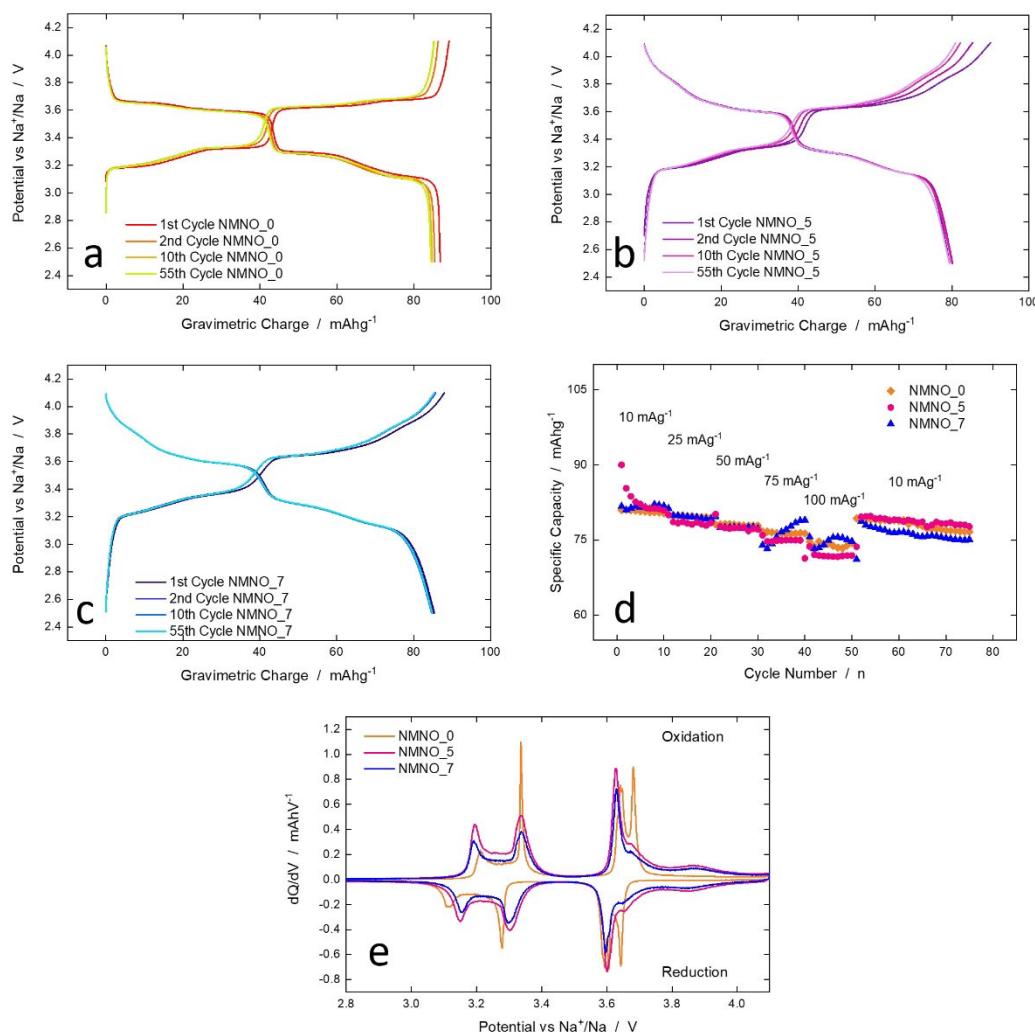 4.2
4.0
3.8
3.6
3.4
3.2
3.0
2.8
2.6
2.4
Potential vs Na⁺/Na / V
1st Cycle NMNO_0
2nd Cycle NMNO_0
10th Cycle NMNO_0
55th Cycle NMNO_0
a
0 20 40 60 80 100
Gravimetric Charge / mAhg⁻¹
4.2
4.0
3.8
3.6
3.4
3.2
3.0
2.8
2.6
2.4
Potential vs Na⁺/Na / V
1st Cycle NMNO_5
2nd Cycle NMNO_5
10th Cycle NMNO_5
55th Cycle NMNO_5
b
0 20 40 60 80 100
Gravimetric Charge / mAhg⁻¹
4.2
4.0
3.8
3.6
3.4
3.2
3.0
2.8
2.6
2.4
Potential vs Na⁺/Na / V
1st Cycle NMNO_7
2nd Cycle NMNO_7
10th Cycle NMNO_7
55th Cycle NMNO_7
c
0 20 40 60 80 100
Gravimetric Charge / mAhg⁻¹
105
90
75
60
Specific Capacity / mAhg⁻¹
NMNO_0
NMNO_5
NMNO_7
10 mAg⁻¹
25 mAg⁻¹
50 mAg⁻¹
75 mAg⁻¹
100 mAg⁻¹
10 mAg⁻¹
d
0 10 20 30 40 50 60 70 80
Cycle Number / n
1.2
1.0
0.8
0.6
0.4
0.2
0.0
-0.2
-0.4
-0.6
-0.8
dQ/dV / mAhV⁻¹
NMNO_0
NMNO_5
NMNO_7
Oxidation
Reduction
e
2.8 3.0 3.2 3.4 3.6 3.8 4.0
Potential vs Na⁺/Na / V